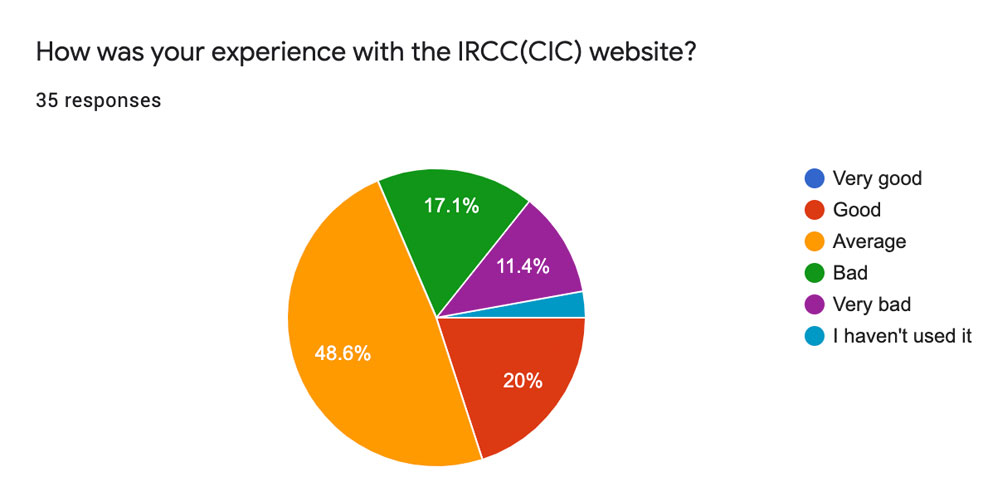 How was your experience with the IRCC(CIC) website?
35 responses
17.1%
11.4%
48.6%
20%
Very good
Good
Average
Bad
Very bad
I haven't used it